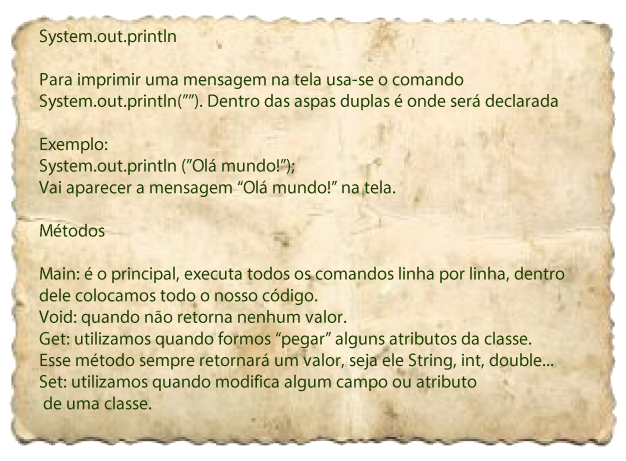 System.out.println
Para imprimir uma mensagem na tela usa-se o comando
System.out.println(””). Dentro das aspas duplas é onde será declarada
Exemplo:
System.out.println (”Olá mundo!”);
Vai aparecer a mensagem “Olá mundo!” na tela.
Métodos
Main: é o principal, executa todos os comandos linha por linha, dentro
dele colocamos todo o nosso código.
Void: quando não retorna nenhum valor.
Get: utilizamos quando formos “pegar” alguns atributos da classe.
Esse método sempre retornará um valor, seja ele String, int, double...
Set: utilizamos quando modifica algum campo ou atributo
de uma classe.